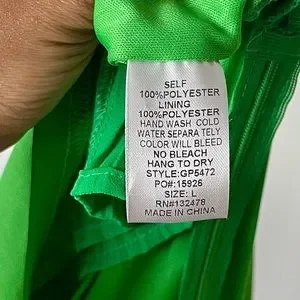 SELF
100%POLYESTER
LINING
100%POLYESTER
HAND WASH COLD
WATER SEPARA TELY
COLOR WILL BLEED
NO BLEACH
HANG TO DRY
STYLE:GP5472
PO#:15926
SIZE: L
RN#132478
MADE IN CHINA